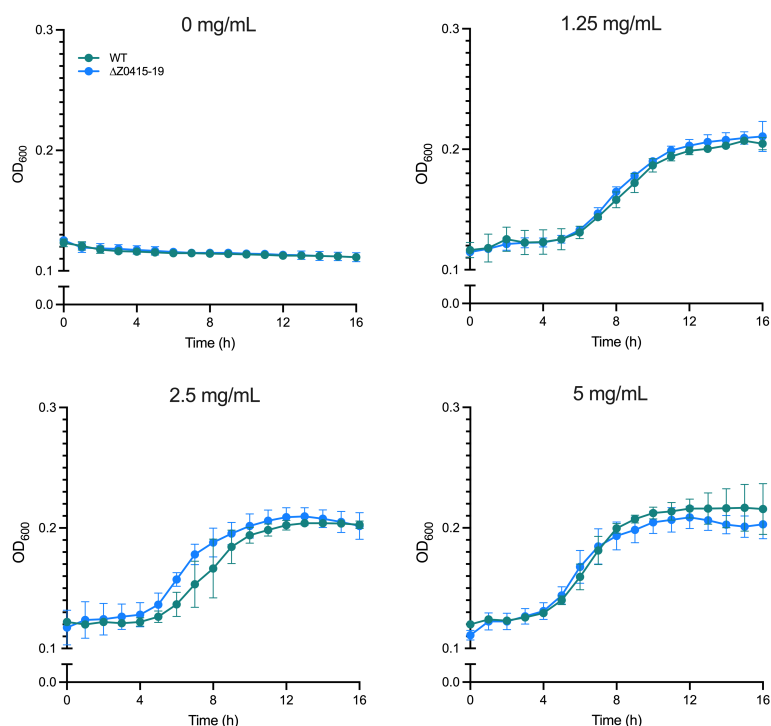 0 mg/mL
0.3
WT
ΔZ0415-19
0.2
OD600
0.1
0.0
0 4 8 12 16
Time (h)
1.25 mg/mL
0.3
0.2
OD600
0.1
0.0
0 4 8 12 16
Time (h)
2.5 mg/mL
0.3
0.2
OD600
0.1
0.0
0 4 8 12 16
Time (h)
5 mg/mL
0.3
0.2
OD600
0.1
0.0
0 4 8 12 16
Time (h)